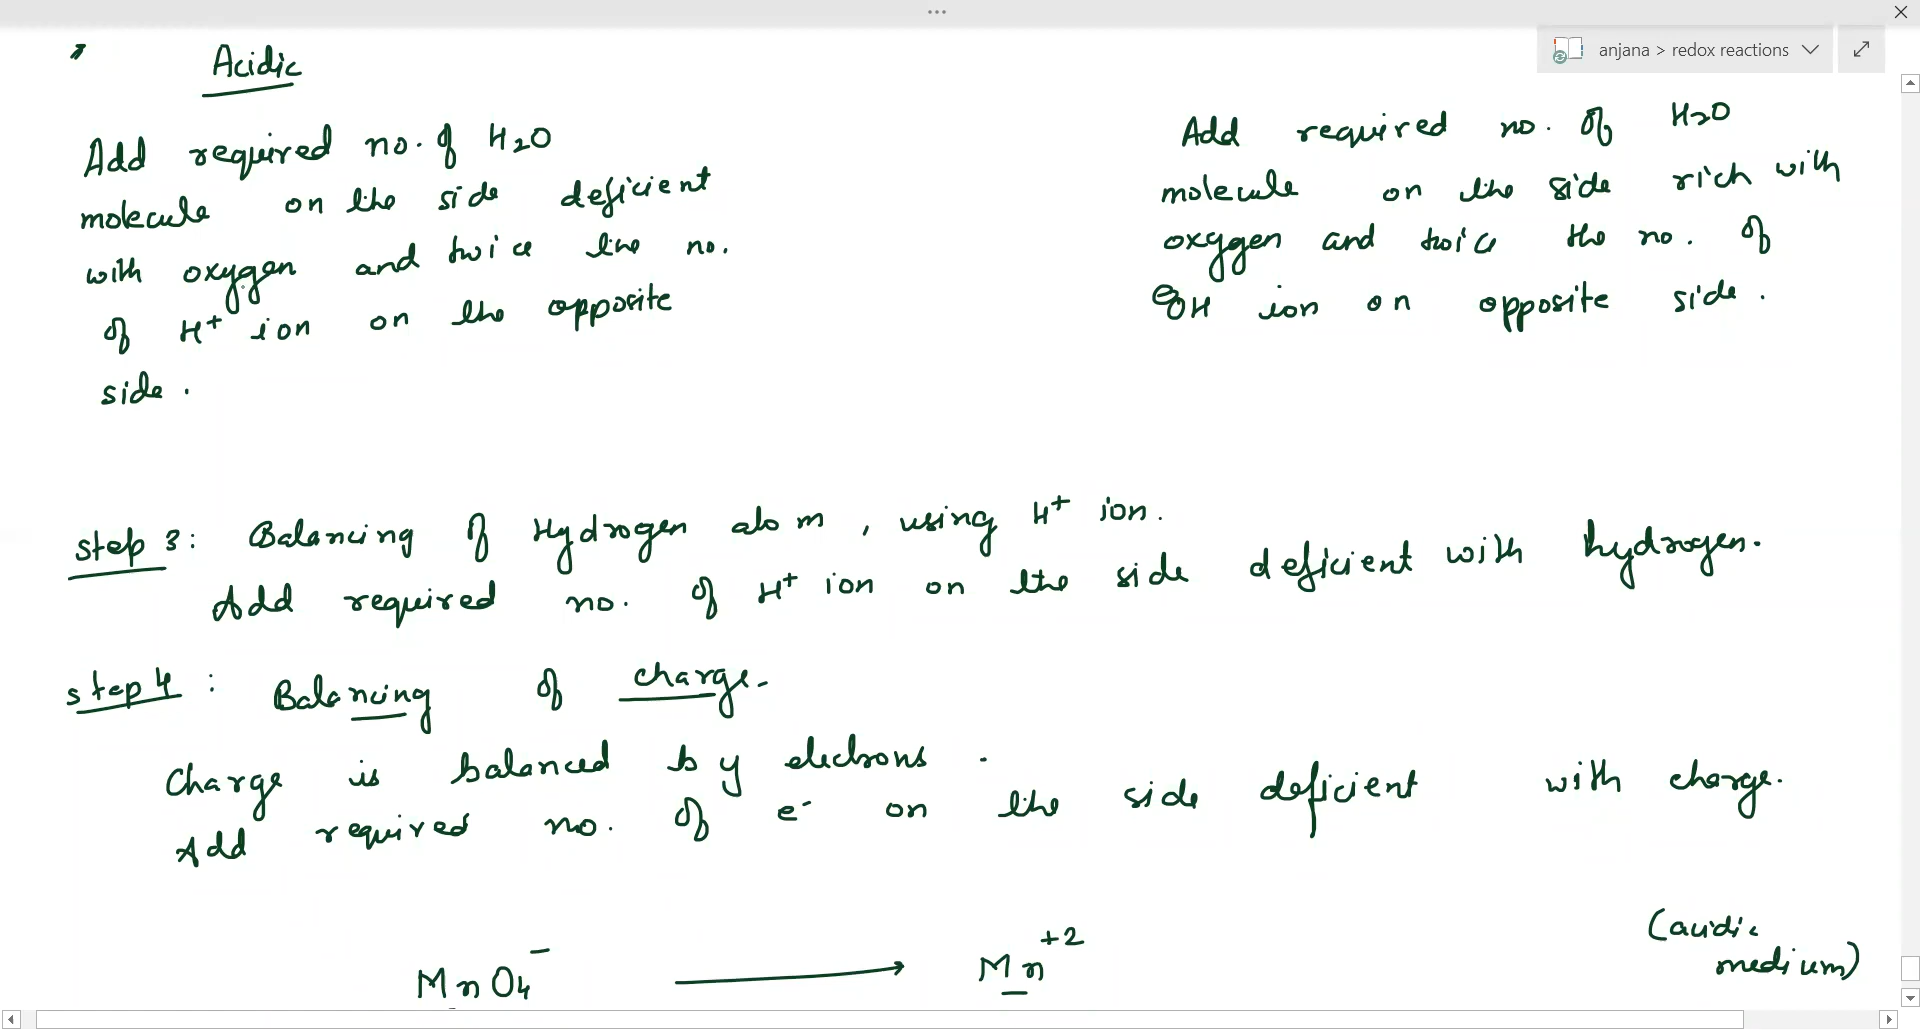 anjana > redox reactions
Acidic
Add required no. of H₂O
molecule on the side deficient
with oxygen and twice the no.
of H⁺ ion on the opposite
side.
Add required no. of H₂O
molecule on the side rich with
oxygen and twice the no. of
⊖OH ion on opposite side.
step 3: Balancing of Hydrogen atom, using H⁺ ion.
Add required no. of H⁺ ion on the side deficient with hydrogen.
step 4: Balancing of charge.
Charge is balanced by electrons.
Add required no. of e⁻ on the side deficient with charge.
(acidic
medium)
MnO₄⁻ ⟶ Mn⁺²